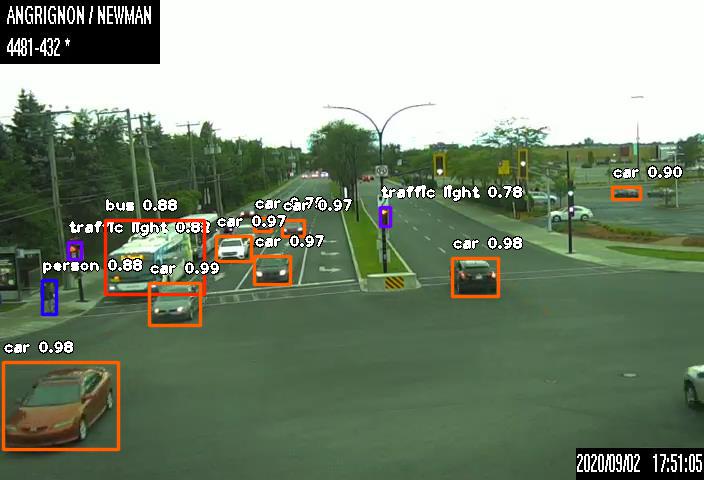 ANGRIGNON / NEWMAN
4481-432 *
car 0.90
traffic light 0.78
bus 0.88
car
car 0.97
car 0.97
traffic light
car 0.97
car 0.98
person 0.88
car 0.99
car 0.98
2020/09/02 17:51:05